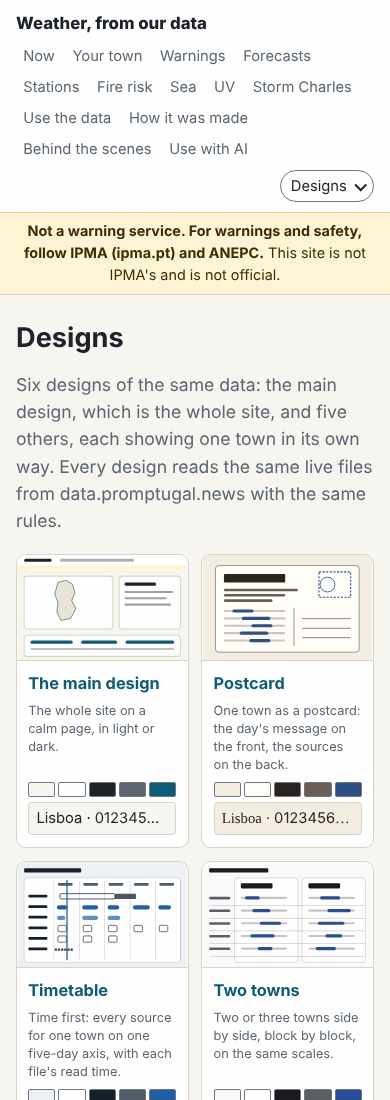 Weather, from our data
Now Your town Warnings Forecasts
Stations Fire risk Sea UV Storm Charles
Use the data How it was made
Behind the scenes Use with AI
Designs
Not a warning service. For warnings and safety,
follow IPMA (ipma.pt) and ANEPC. This site is not
IPMA's and is not official.
Designs
Six designs of the same data: the main
design, which is the whole site, and five
others, each showing one town in its own
way. Every design reads the same live files
from data.promptugal.news with the same
rules.
The main design
The whole site on a
calm page, in light or
dark.
Lisboa · 012345...
Postcard
One town as a postcard:
the day's message on
the front, the sources
on the back.
Lisboa · 0123456...
Timetable
Time first: every source
for one town on one
five-day axis, with each
file's read time.
Two towns
Two or three towns side
by side, block by block,
on the same scales.